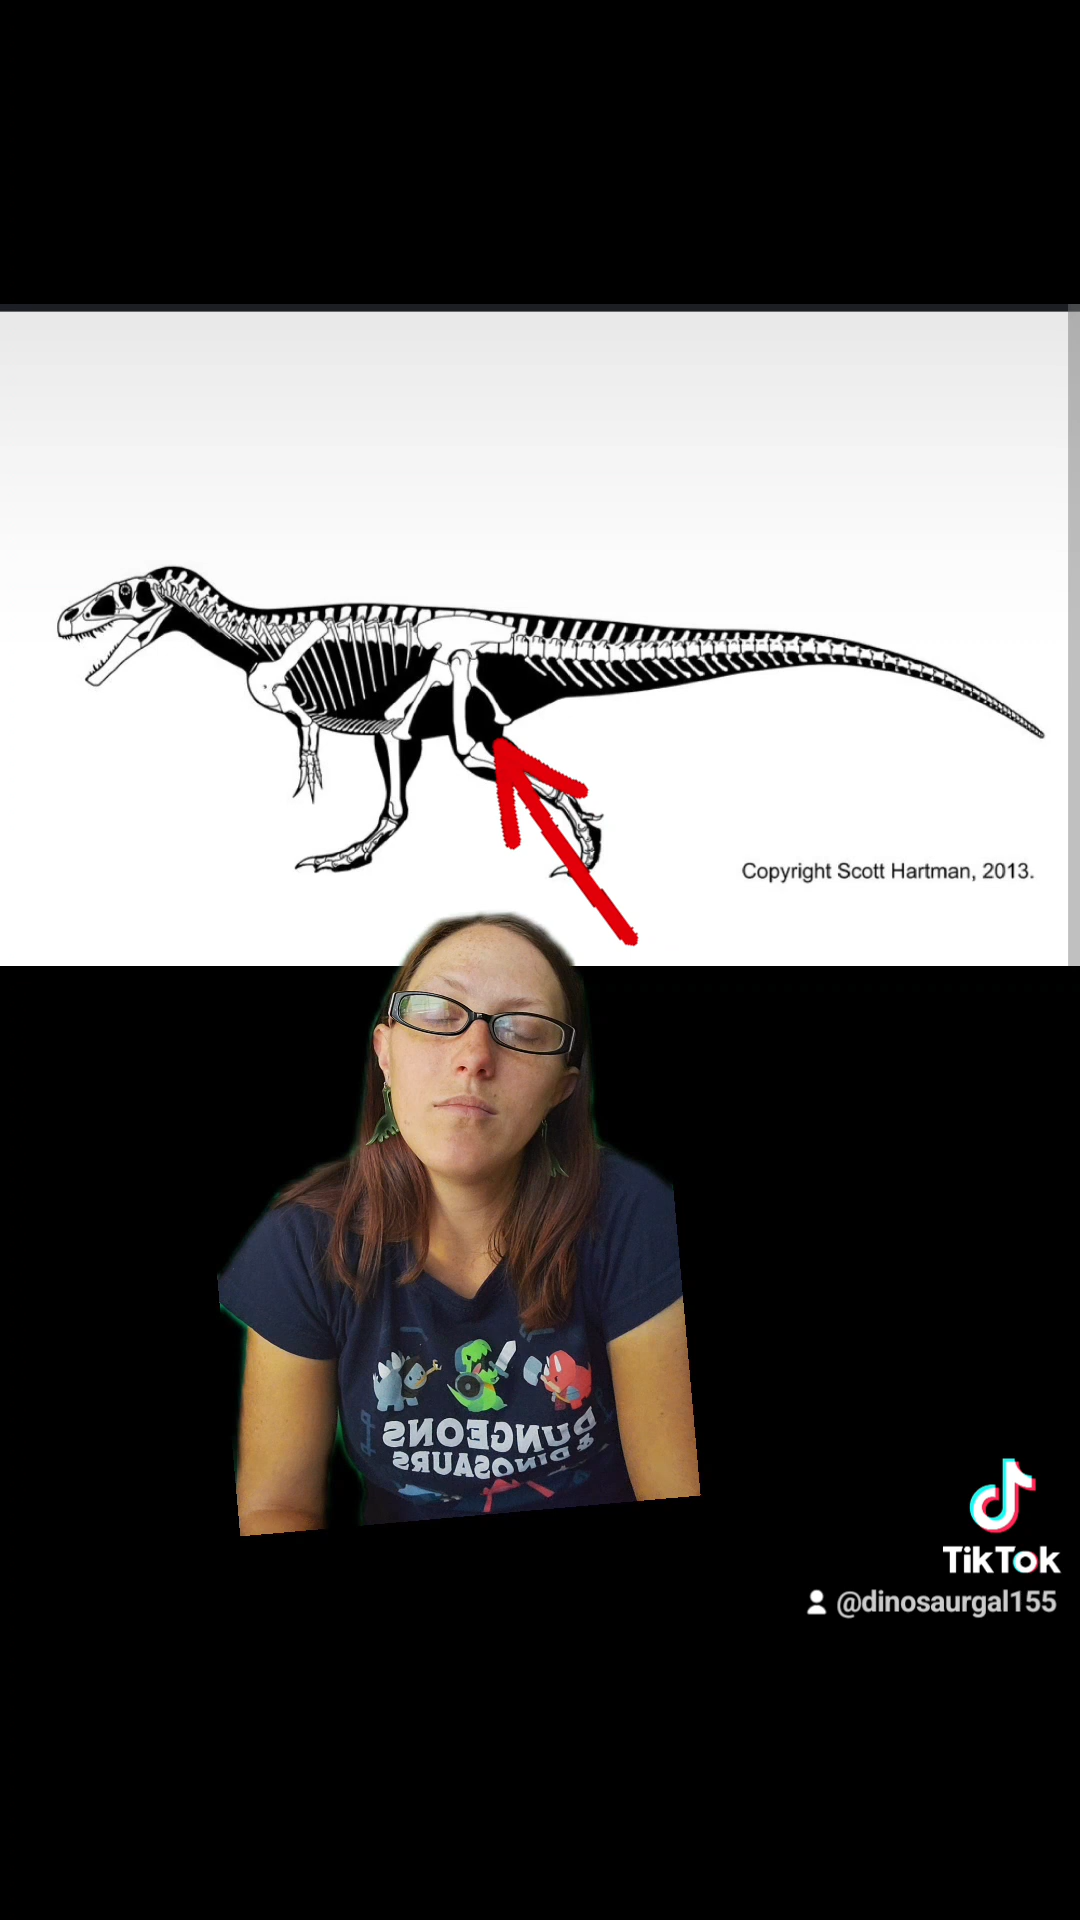 Copyright Scott Hartman, 2013.
DUNGEONS
& DINOSAURS
TikTok
@dinosaurgal155